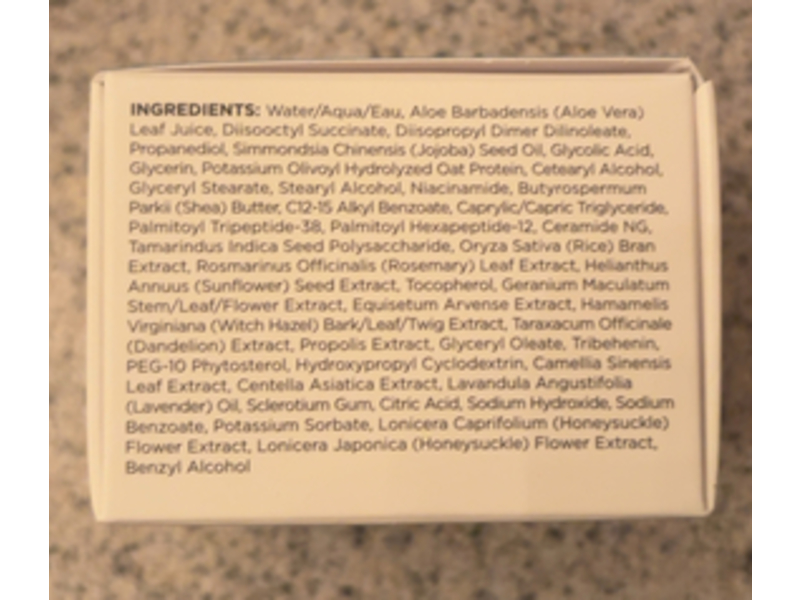 INGREDIENTS: Water/Aqua/Eau, Aloe Barbadensis (Aloe Vera)
Leaf Juice, Diisooctyl Succinate, Diisopropyl Dimer Dilinoleate,
Propanediol, Simmondsia Chinensis (Jojoba) Seed Oil, Glycolic Acid,
Glycerin, Potassium Olivoyl Hydrolyzed Oat Protein, Cetearyl Alcohol,
Glyceryl Stearate, Stearyl Alcohol, Niacinamide, Butyrospermum
Parkii (Shea) Butter, C12-15 Alkyl Benzoate, Caprylic/Capric Triglyceride,
Palmitoyl Tripeptide-38, Palmitoyl Hexapeptide-12, Ceramide NG,
Tamarindus Indica Seed Polysaccharide, Oryza Sativa (Rice) Bran
Extract, Rosmarinus Officinalis (Rosemary) Leaf Extract, Helianthus
Annuus (Sunflower) Seed Extract, Tocopherol, Geranium Maculatum
Stem/Leaf/Flower Extract, Equisetum Arvense Extract, Hamamelis
Virginiana (Witch Hazel) Bark/Leaf/Twig Extract, Taraxacum Officinale
(Dandelion) Extract, Propolis Extract, Glyceryl Oleate, Tribehenin,
PEG-10 Phytosterol, Hydroxypropyl Cyclodextrin, Camellia Sinensis
Leaf Extract, Centella Asiatica Extract, Lavandula Angustifolia
(Lavender) Oil, Sclerotium Gum, Citric Acid, Sodium Hydroxide, Sodium
Benzoate, Potassium Sorbate, Lonicera Caprifolium (Honeysuckle)
Flower Extract, Lonicera Japonica (Honeysuckle) Flower Extract,
Benzyl Alcohol